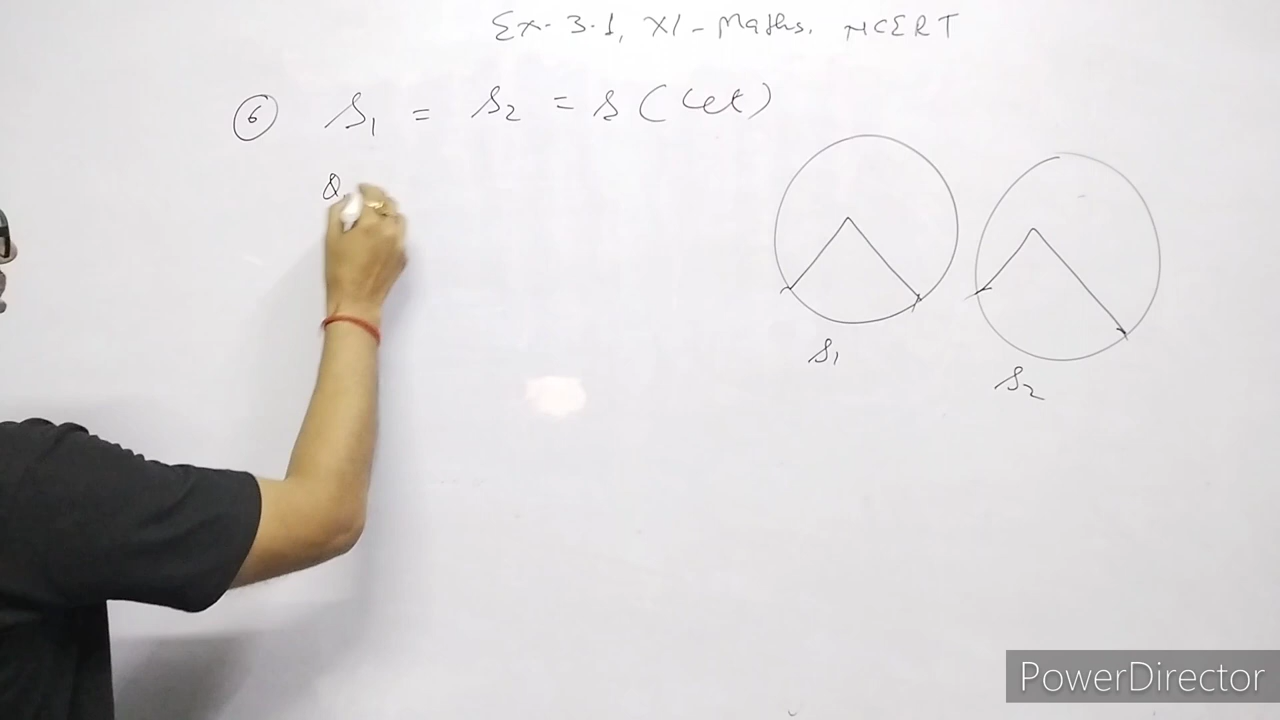 Ex. 3.1, XI - Maths. NCERT
6 S1 = S2 = S (let)
S1
S2
PowerDirector